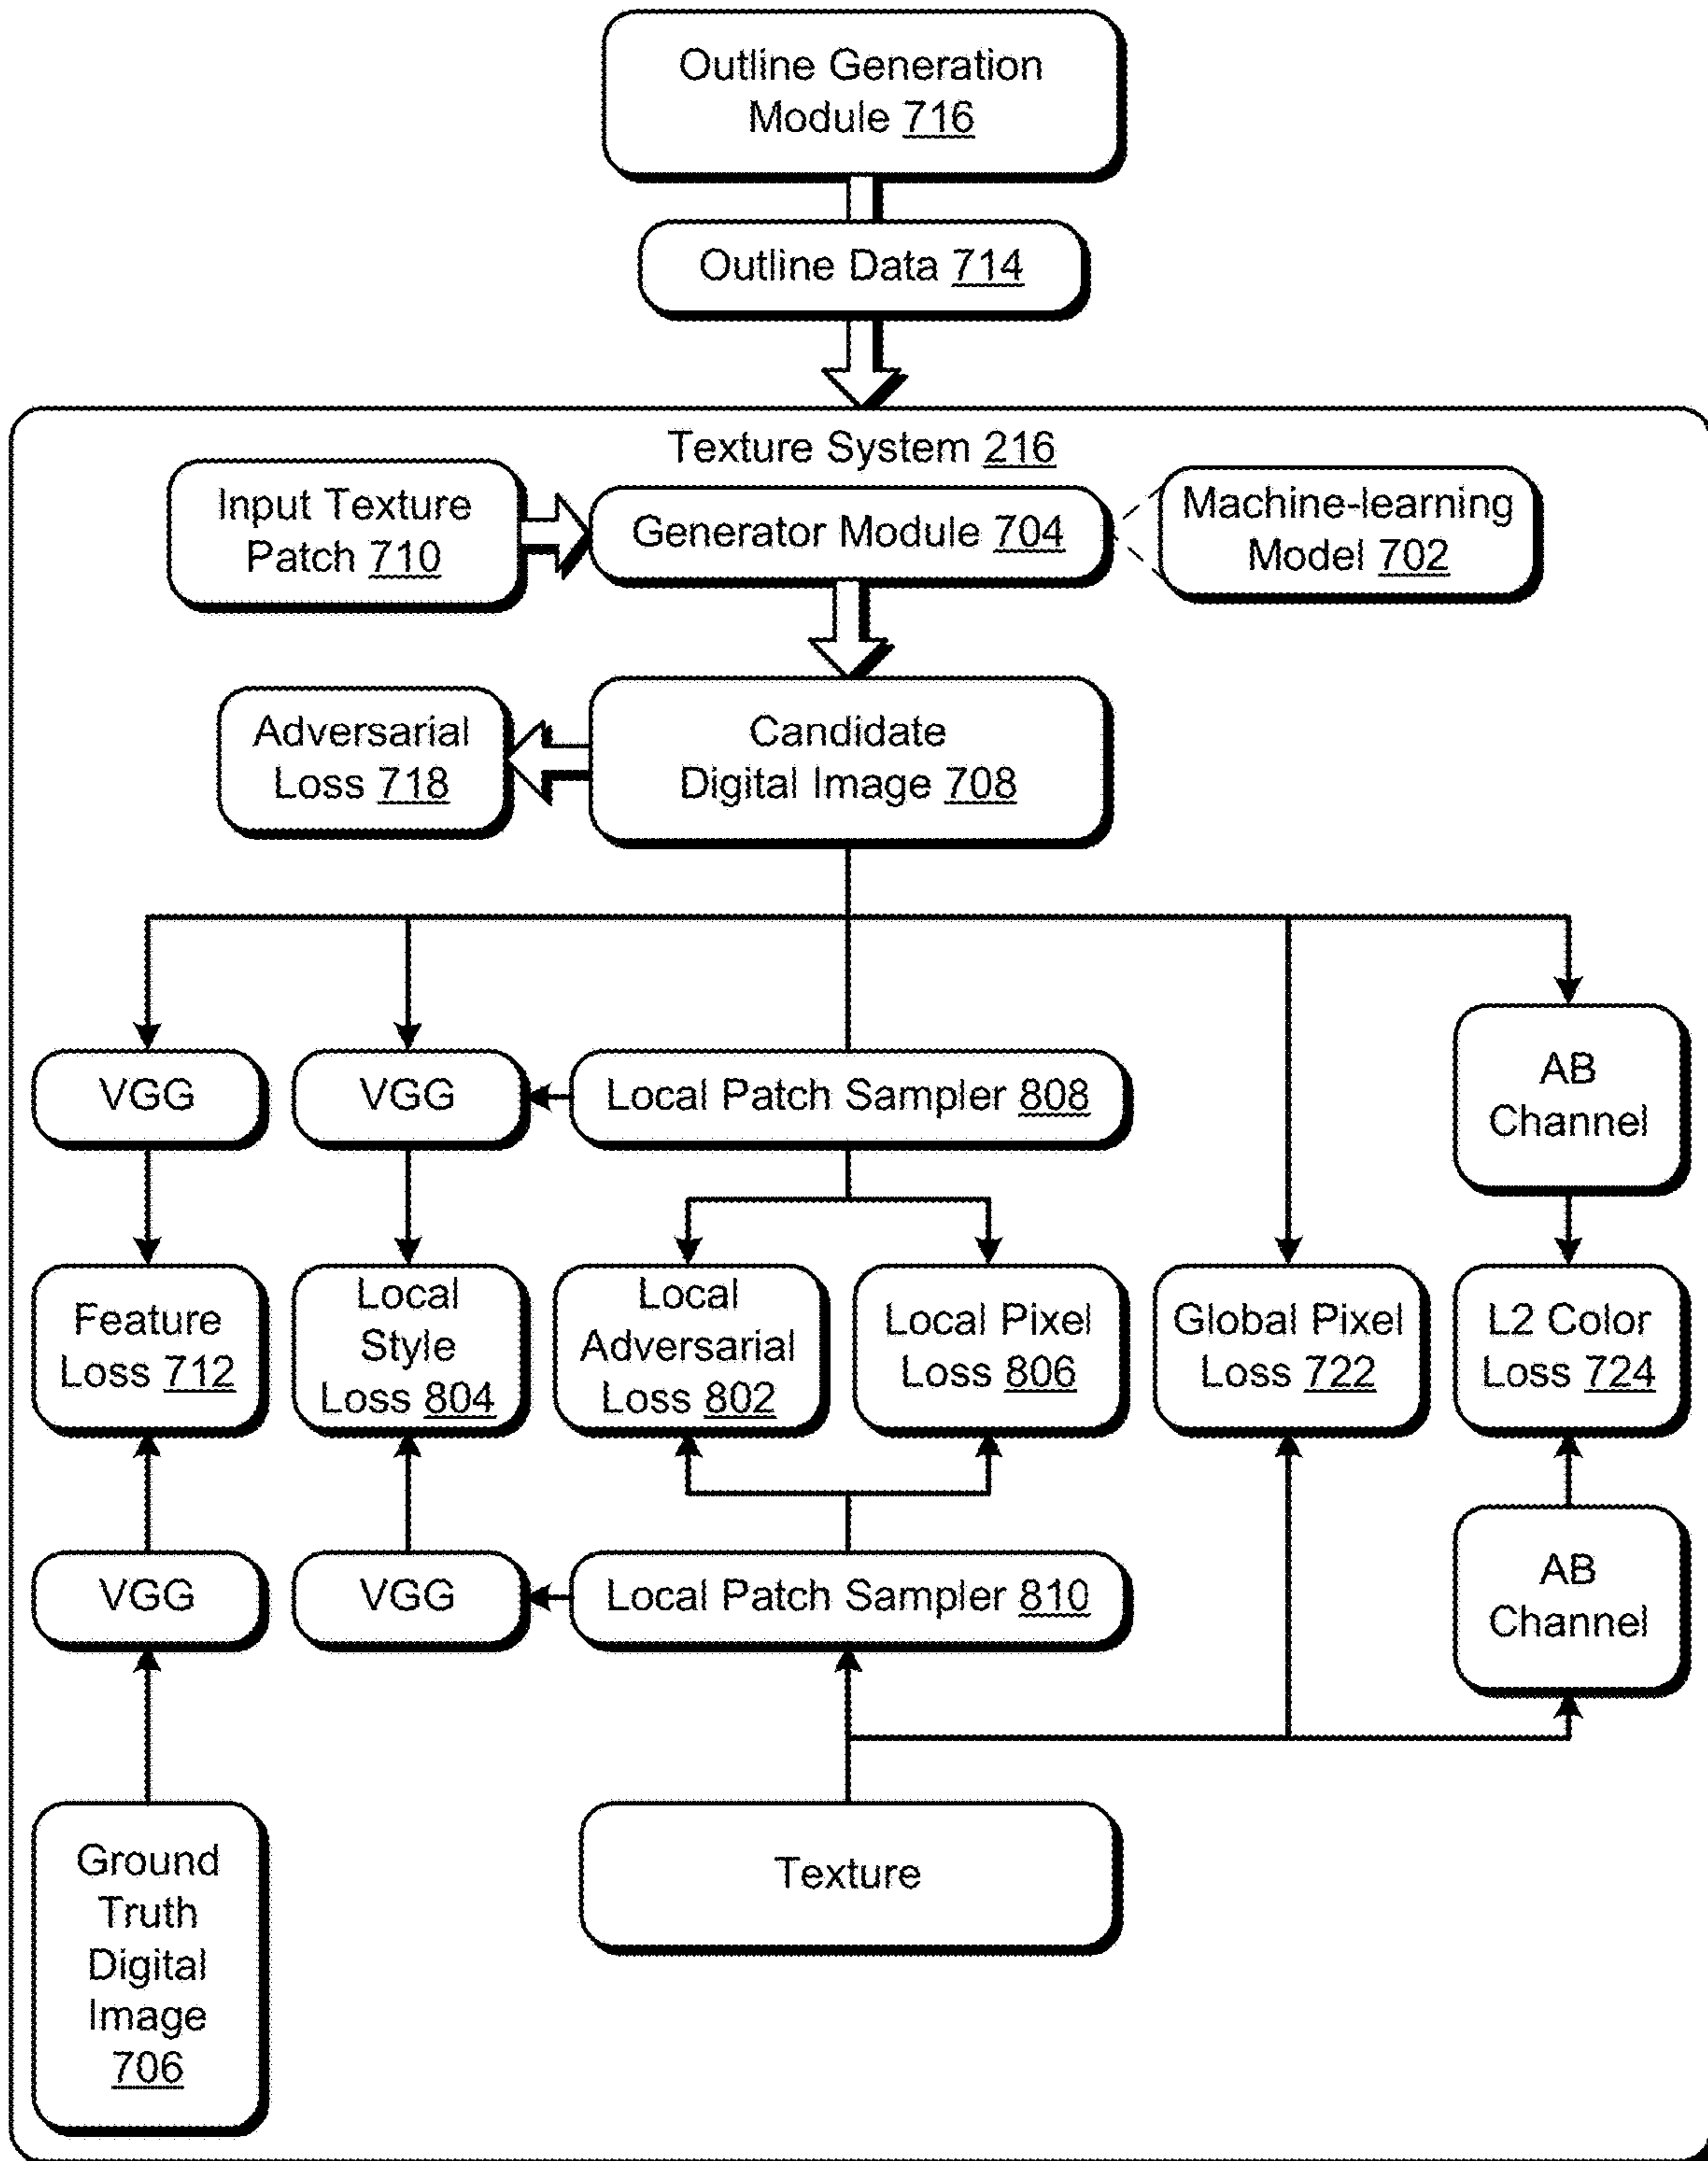 Outline Generation
Module 716
Outline Data 714
Texture System 216
Input Texture
Patch 710
Generator Module 704
Machine-learning
Model 702
Adversarial
Loss 718
Candidate
Digital Image 708
VGG
VGG
Local Patch Sampler 808
AB
Channel
Feature
Loss 712
Local
Style
Loss 804
Local
Adversarial
Loss 802
Local Pixel
Loss 806
Global Pixel
Loss 722
L2 Color
Loss 724
VGG
VGG
Local Patch Sampler 810
AB
Channel
Ground
Truth
Digital
Image
706
Texture